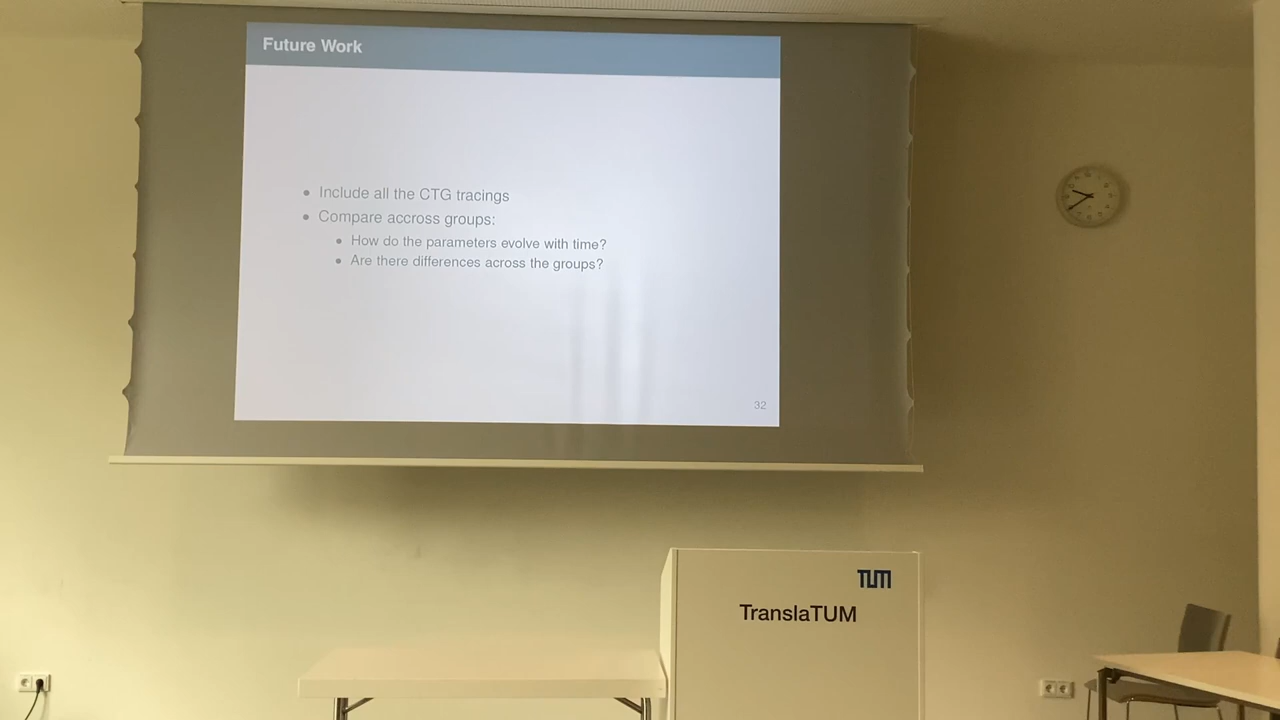 Future Work
Include all the CTG tracings
Compare accross groups:
How do the parameters evolve with time?
Are there differences across the groups?
32
TUM
TranslaTUM